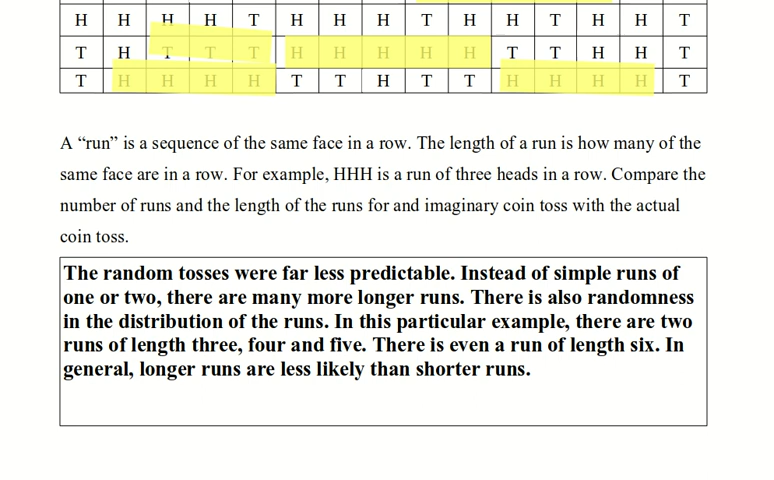 H H H H T H H H T H H T H H T
T H T T T H H H H H T T H H T
T H H H H T T H T T H H H H T
A “run” is a sequence of the same face in a row. The length of a run is how many of the
same face are in a row. For example, HHH is a run of three heads in a row. Compare the
number of runs and the length of the runs for and imaginary coin toss with the actual
coin toss.
The random tosses were far less predictable. Instead of simple runs of
one or two, there are many more longer runs. There is also randomness
in the distribution of the runs. In this particular example, there are two
runs of length three, four and five. There is even a run of length six. In
general, longer runs are less likely than shorter runs.